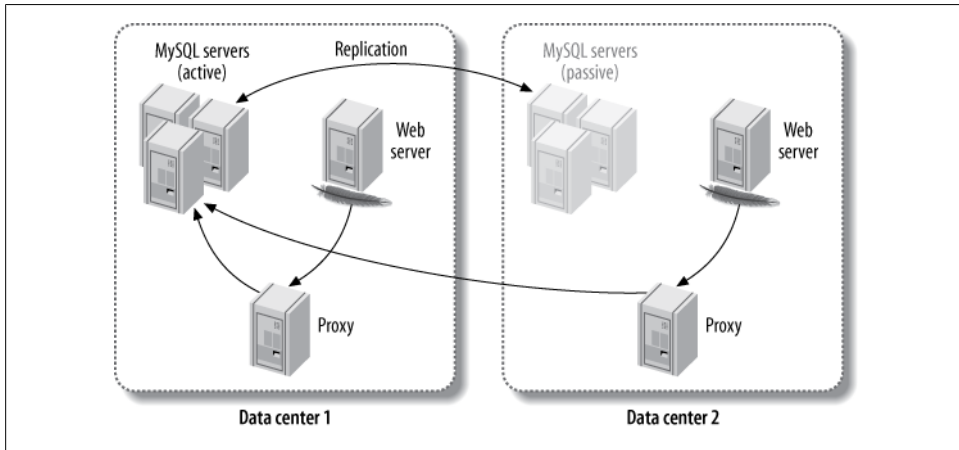 MySQL servers
(active)
Replication
MySQL servers
(passive)
Web
server
Web
server
Proxy
Proxy
Data center 1
Data center 2